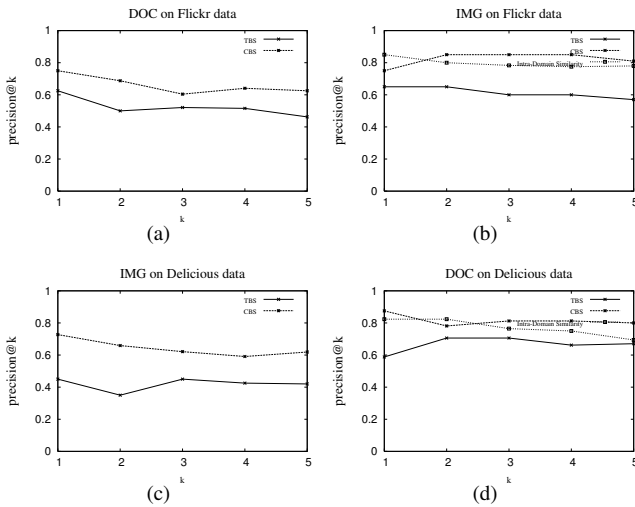 DOC on Flickr data
precision@k
1
0.8
0.6
0.4
0.2
0
1 2 3 4 5
k
TBS
CBS
(a)
IMG on Flickr data
precision@k
1
0.8
0.6
0.4
0.2
0
1 2 3 4 5
k
TBS
CBS
Intra-Domain Similarity
(b)
IMG on Delicious data
precision@k
1
0.8
0.6
0.4
0.2
0
1 2 3 4 5
k
TBS
CBS
(c)
DOC on Delicious data
precision@k
1
0.8
0.6
0.4
0.2
0
1 2 3 4 5
k
TBS
CBS
Intra-Domain Similarity
(d)